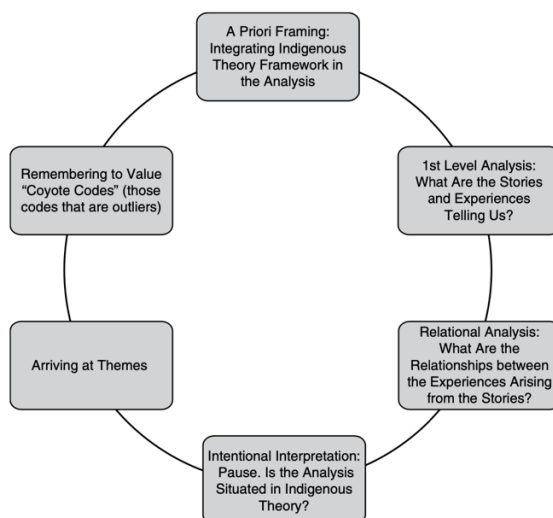 A Priori Framing:
Integrating Indigenous
Theory Framework in
the Analysis
1st Level Analysis:
What Are the Stories
and Experiences
Telling Us?
Relational Analysis:
What Are the
Relationships between
the Experiences Arising
from the Stories?
Intentional Interpretation:
Pause. Is the Analysis
Situated in Indigenous
Theory?
Arriving at Themes
Remembering to Value
“Coyote Codes” (those
codes that are outliers)